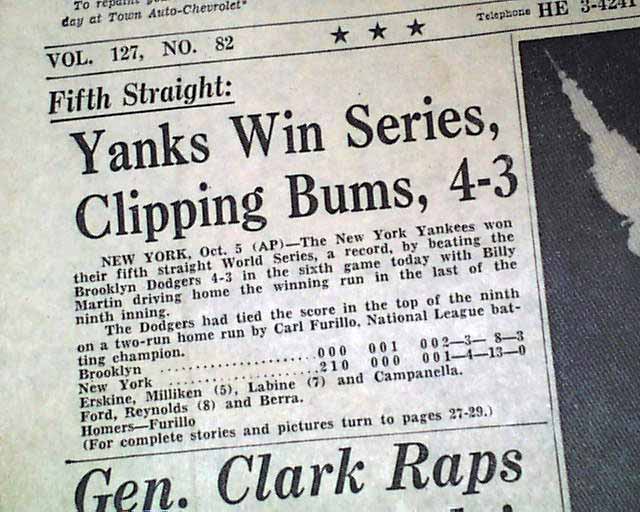 To repaint
day at Town Auto-Chevrolet"
Telephone HE 3-4241
VOL. 127, NO. 82
★ ★ ★
Fifth Straight:
Yanks Win Series,
Clipping Bums, 4-3
NEW YORK, Oct. 5 (AP)—The New York Yankees won
their fifth straight World Series, a record, by beating the
Brooklyn Dodgers 4-3 in the sixth game today with Billy
Martin driving home the winning run in the last of the
ninth inning.
The Dodgers had tied the score in the top of the ninth
on a two-run home run by Carl Furillo, National League bat-
ting champion.
Brooklyn ................000 001 002—3— 8—3
New York ................210 000 001—4—13—0
Erskine, Milliken (5), Labine (7) and Campanella.
Ford, Reynolds (8) and Berra.
Homers—Furillo
(For complete stories and pictures turn to pages 27-29.)
Gen. Clark Raps